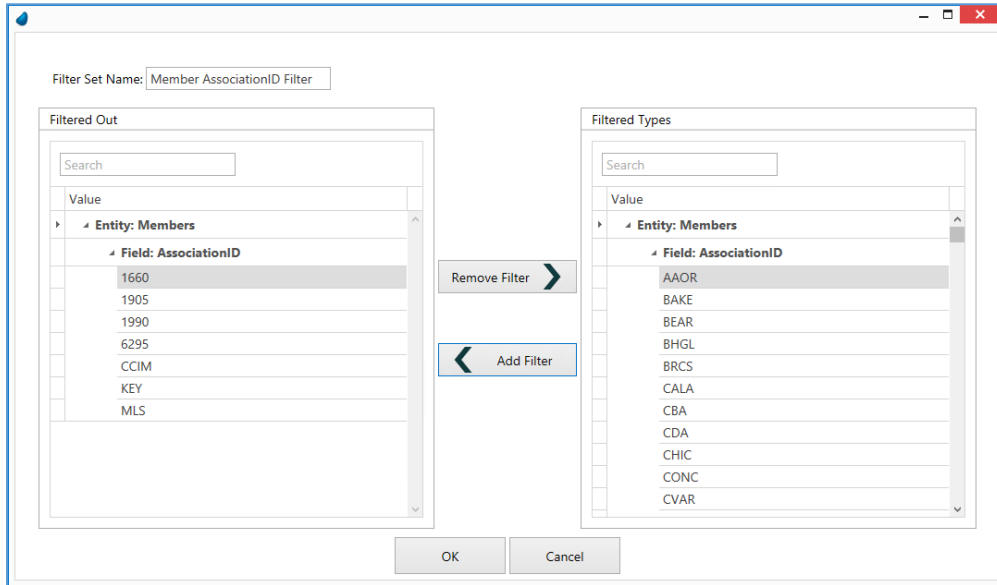 Filter Set Name: Member AssociationID Filter
Filtered Out
Search
Value
Entity: Members
Field: AssociationID
1660
1905
1990
6295
CCIM
KEY
MLS
Remove Filter
Add Filter
Filtered Types
Search
Value
Entity: Members
Field: AssociationID
AAOR
BAKE
BEAR
BHGL
BRCS
CALA
CBA
CDA
CHIC
CONC
CVAR
OK
Cancel